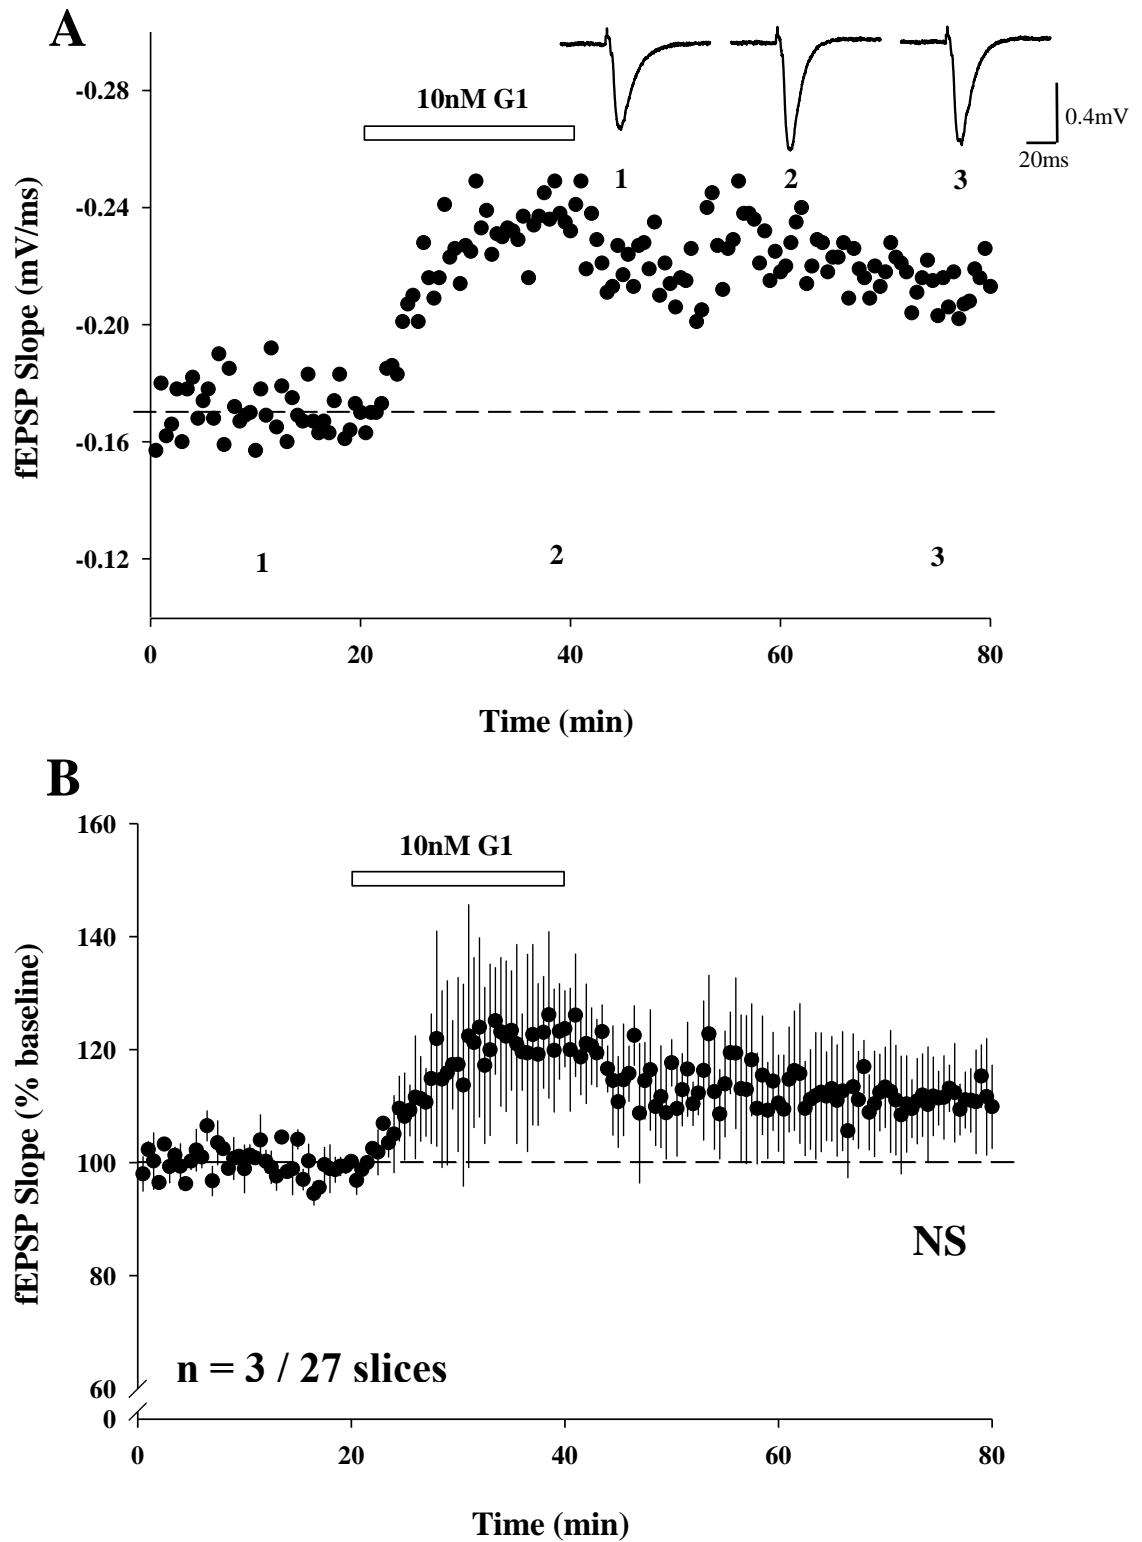 A
-0.28
10nM G1
0.4mV
20ms
1 2 3
-0.24
-0.20
-0.16
-0.12
1 2 3
fEPSP Slope (mV/ms)
0 20 40 60 80
Time (min)
B
160
10nM G1
140
120
100
NS
80
n = 3 / 27 slices
60
0
fEPSP Slope (% baseline)
0 20 40 60 80
Time (min)